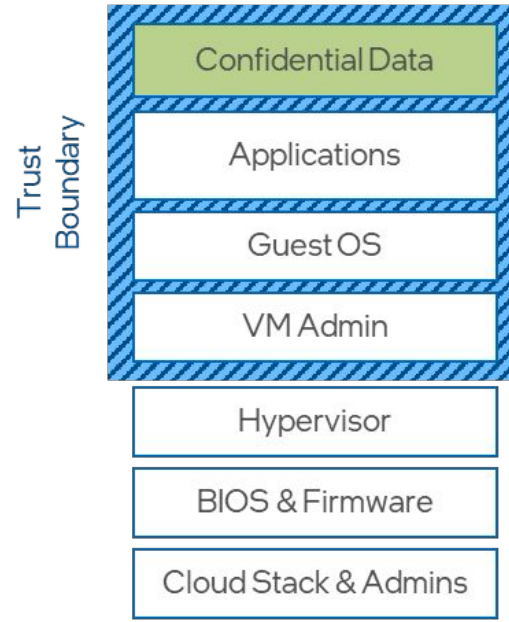 Trust
Boundary
Confidential Data
Applications
Guest OS
VM Admin
Hypervisor
BIOS & Firmware
Cloud Stack & Admins